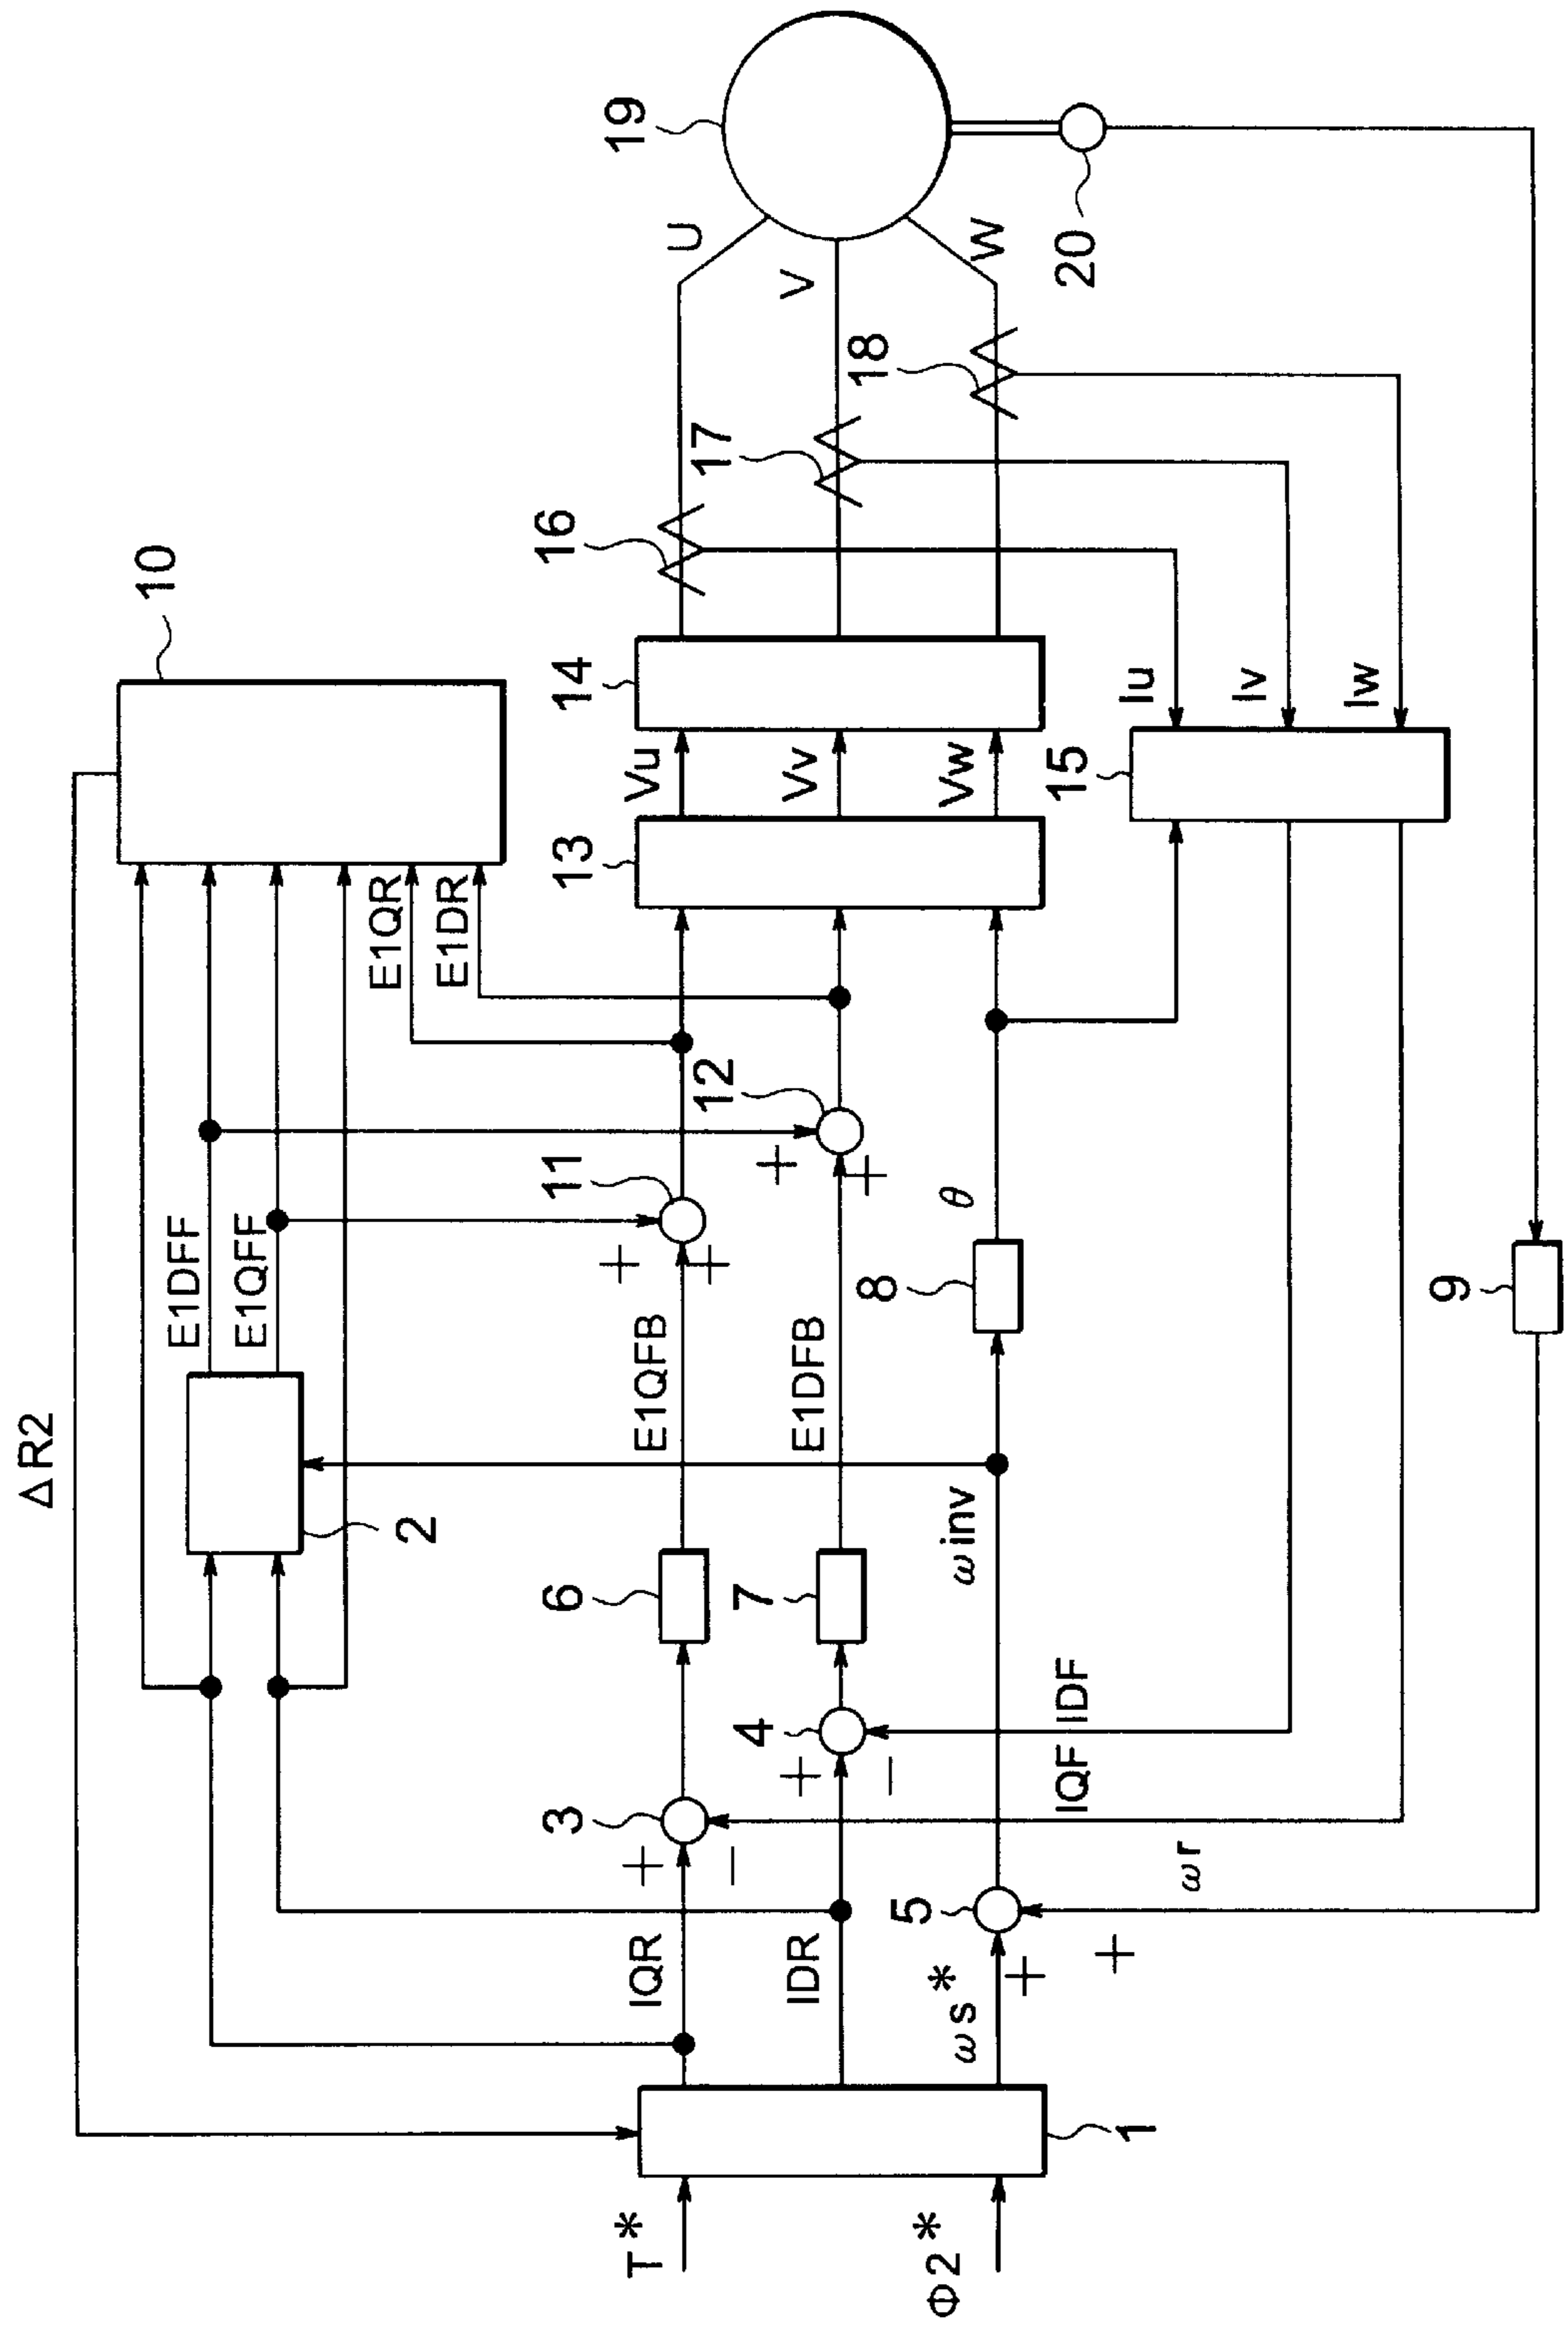 ΔR2
10
E1DFF
E1QFF
2
E1QR
E1DR
16
17
18
19
U
V
W
20
T*
Φ2*
1
IQR
IDR
ωs*
+
−
3
+
−
4
+
+
5
6
7
E1QFB
E1DFB
+
+
11
+
+
12
ωinv
8
θ
13
Vu
Vv
Vw
14
15
Iu
Iv
Iw
IQF
IDF
ωr
9